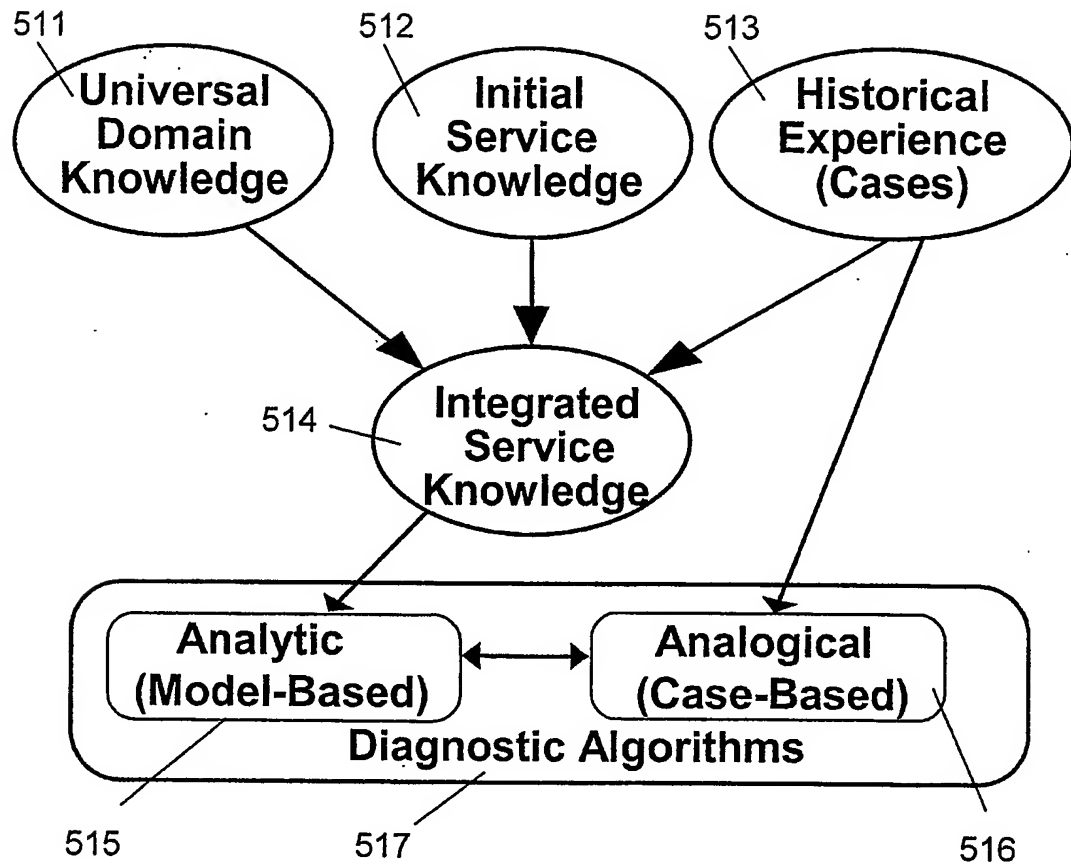 511
512
513
Universal
Domain
Knowledge
Initial
Service
Knowledge
Historical
Experience
(Cases)
514
Integrated
Service
Knowledge
Analytic
(Model-Based)
Analogical
(Case-Based)
Diagnostic Algorithms
515
517
516